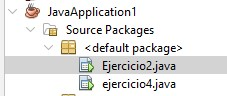 JavaApplication1
Source Packages
<default package>
Ejercicio2.java
ejercicio4.java